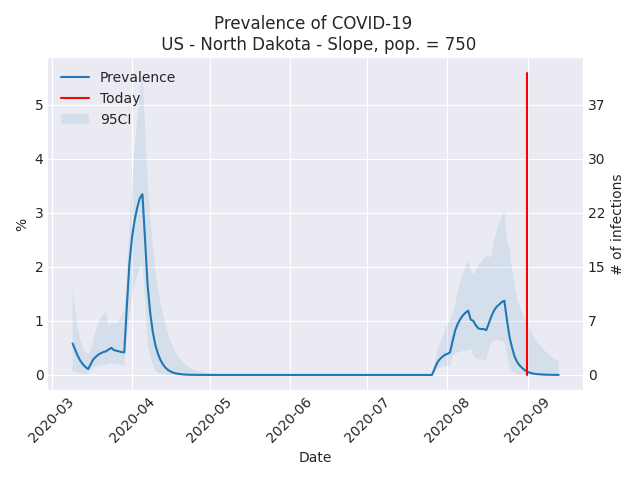 Prevalence of COVID-19
US - North Dakota - Slope, pop. = 750
Prevalence
Today
95CI
%
5
4
3
2
1
0
# of infections
37
30
22
15
7
0
2020-03
2020-04
2020-05
2020-06
2020-07
2020-08
2020-09
Date